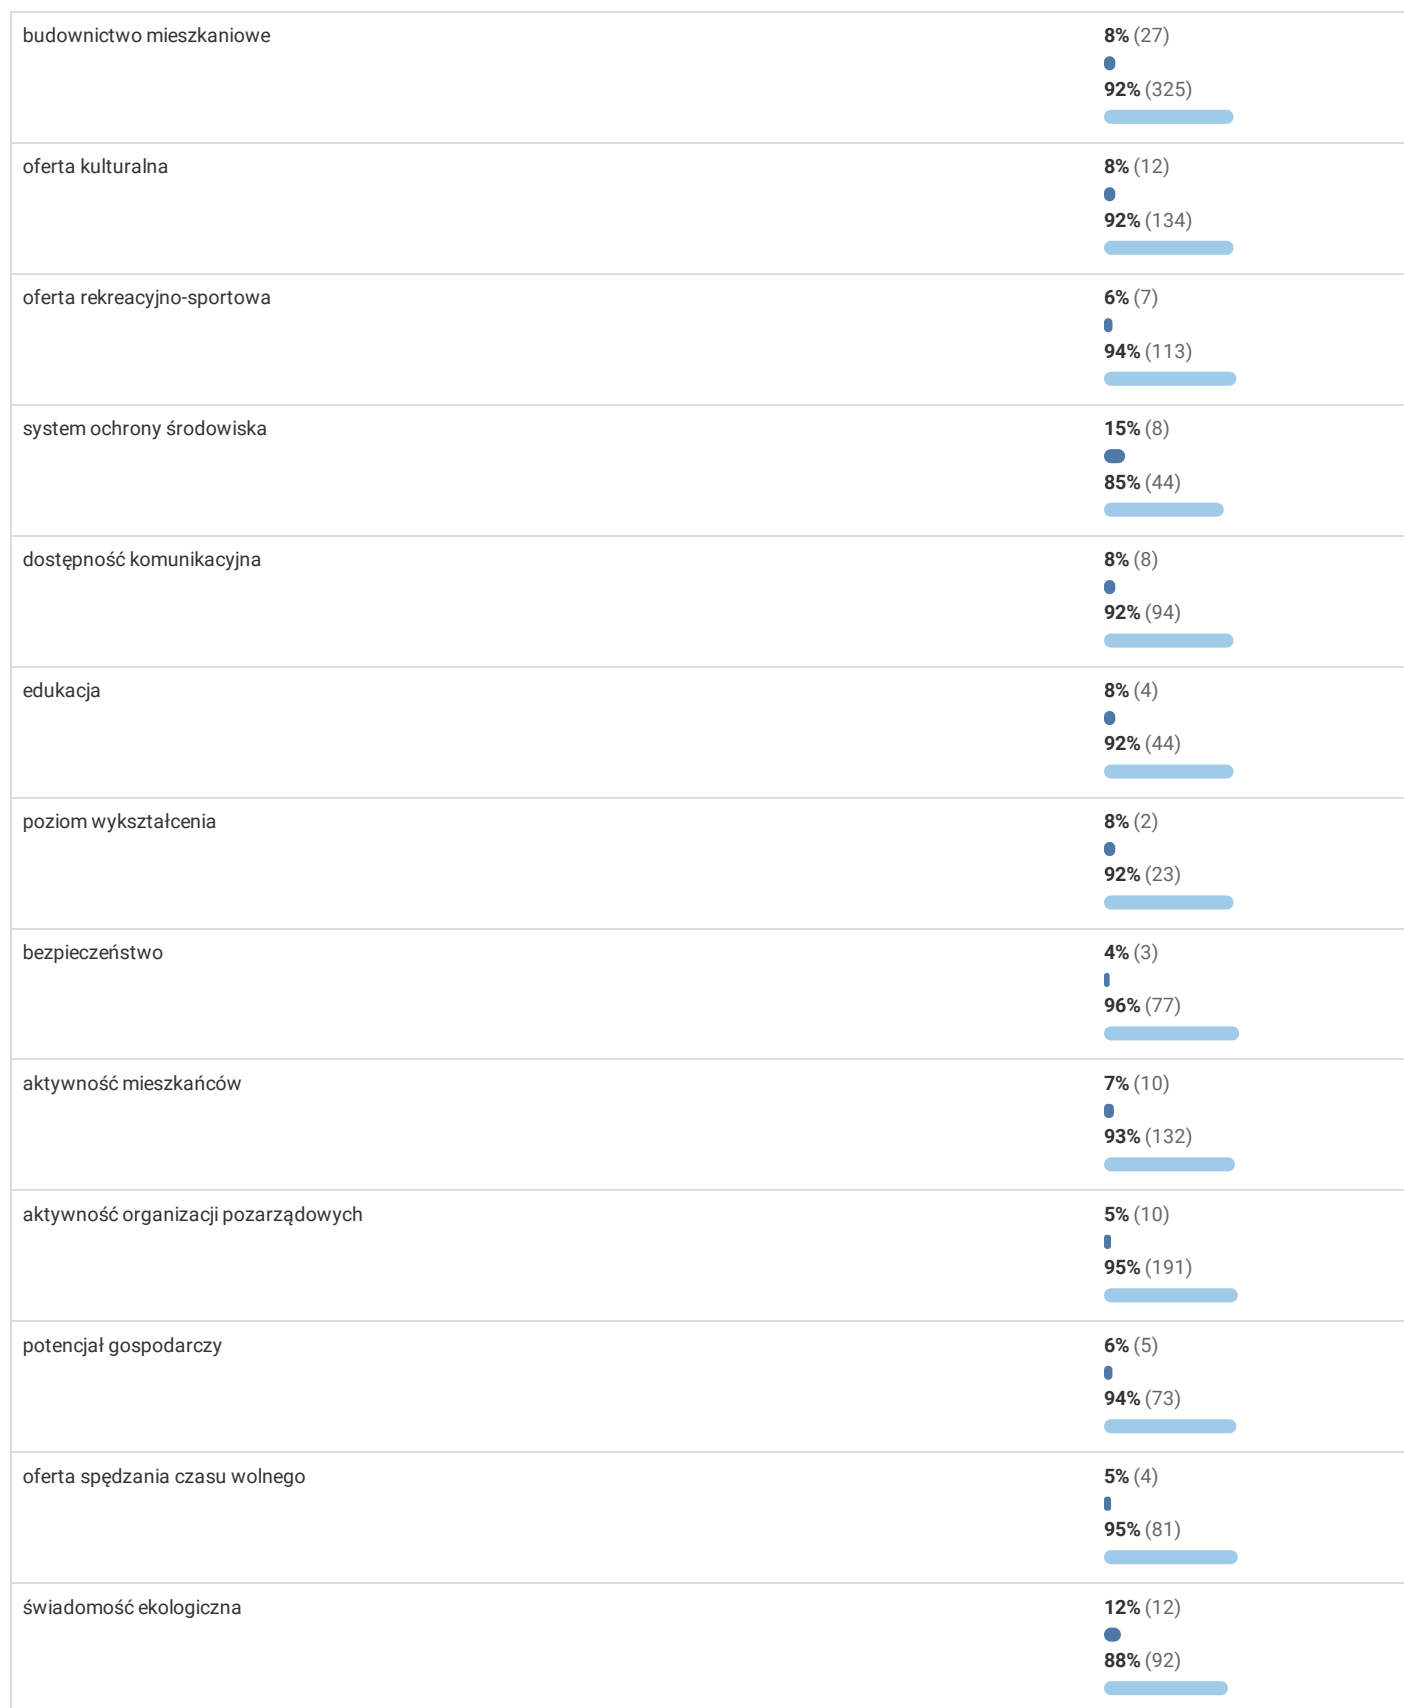 budownictwo mieszkaniowe
8% (27)
92% (325)
oferta kulturalna
8% (12)
92% (134)
oferta rekreacyjno-sportowa
6% (7)
94% (113)
system ochrony środowiska
15% (8)
85% (44)
dostępność komunikacyjna
8% (8)
92% (94)
edukacja
8% (4)
92% (44)
poziom wykształcenia
8% (2)
92% (23)
bezpieczeństwo
4% (3)
96% (77)
aktywność mieszkańców
7% (10)
93% (132)
aktywność organizacji pozarządowych
5% (10)
95% (191)
potencjał gospodarczy
6% (5)
94% (73)
oferta spędzania czasu wolnego
5% (4)
95% (81)
świadomość ekologiczna
12% (12)
88% (92)